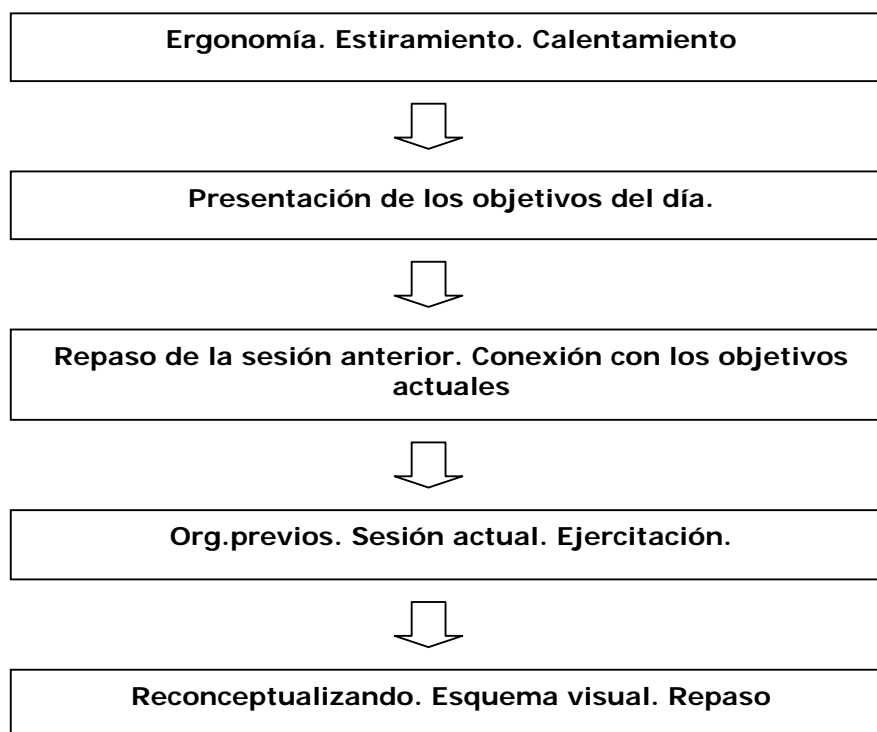 Ergonomía. Estiramiento. Calentamiento
Presentación de los objetivos del día.
Repaso de la sesión anterior. Conexión con los objetivos
actuales
Org.previos. Sesión actual. Ejercitación.
Reconceptualizando. Esquema visual. Repaso